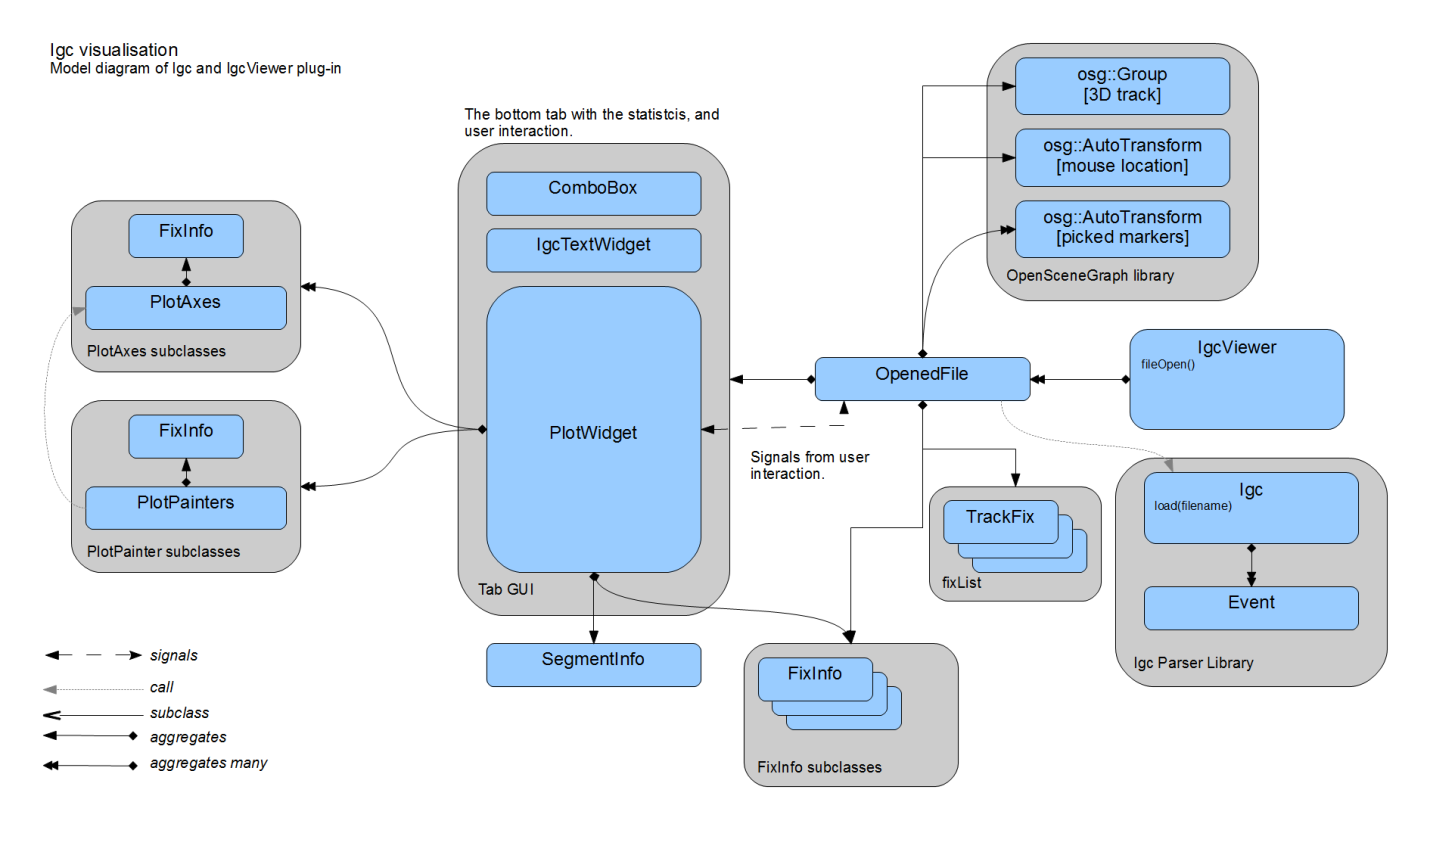 Igc visualisation
Model diagram of Igc and IgcViewer plug-in
The bottom tab with the statistcis, and
user interaction.
osg::Group
[3D track]
osg::AutoTransform
[mouse location]
osg::AutoTransform
[picked markers]
OpenSceneGraph library
ComboBox
IgcTextWidget
PlotWidget
Tab GUI
FixInfo
PlotAxes
PlotAxes subclasses
FixInfo
PlotPainters
PlotPainter subclasses
OpenedFile
IgcViewer
fileOpen()
Signals from user
interaction.
TrackFix
fixList
Igc
load(filename)
Event
Igc Parser Library
SegmentInfo
FixInfo
FixInfo subclasses
signals
call
subclass
aggregates
aggregates many